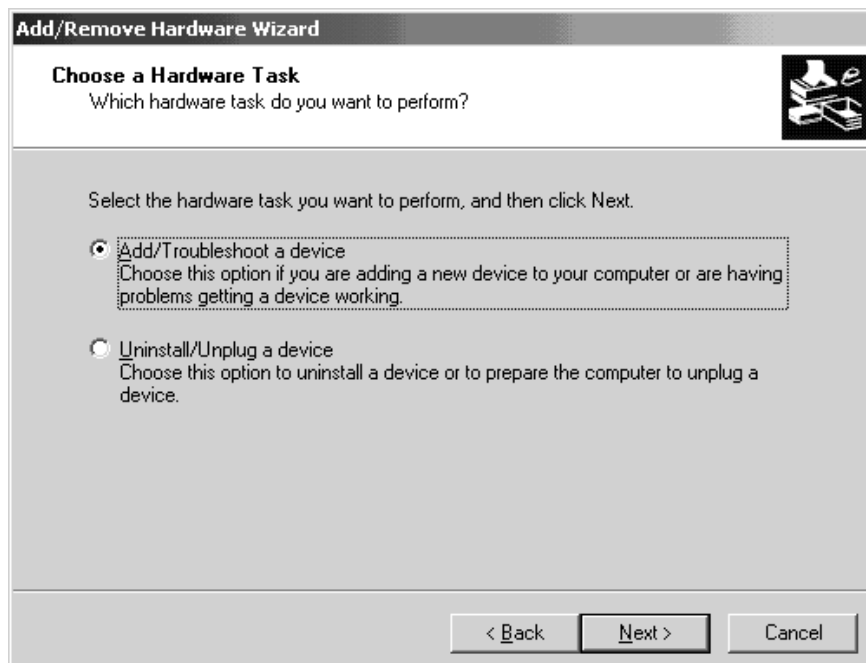 Add/Remove Hardware Wizard
Choose a Hardware Task
Which hardware task do you want to perform?
Select the hardware task you want to perform, and then click Next.
Add/Troubleshoot a device
Choose this option if you are adding a new device to your computer or are having
problems getting a device working.
Uninstall/Unplug a device
Choose this option to uninstall a device or to prepare the computer to unplug a
device.
< Back
Next >
Cancel